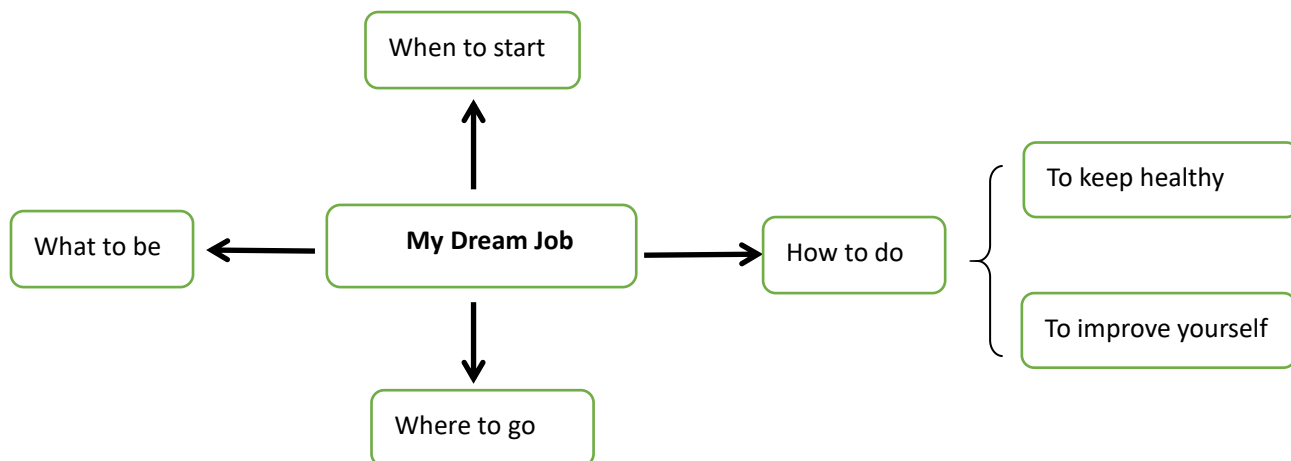 When to start
To keep healthy
What to be
My Dream Job
How to do
To improve yourself
Where to go